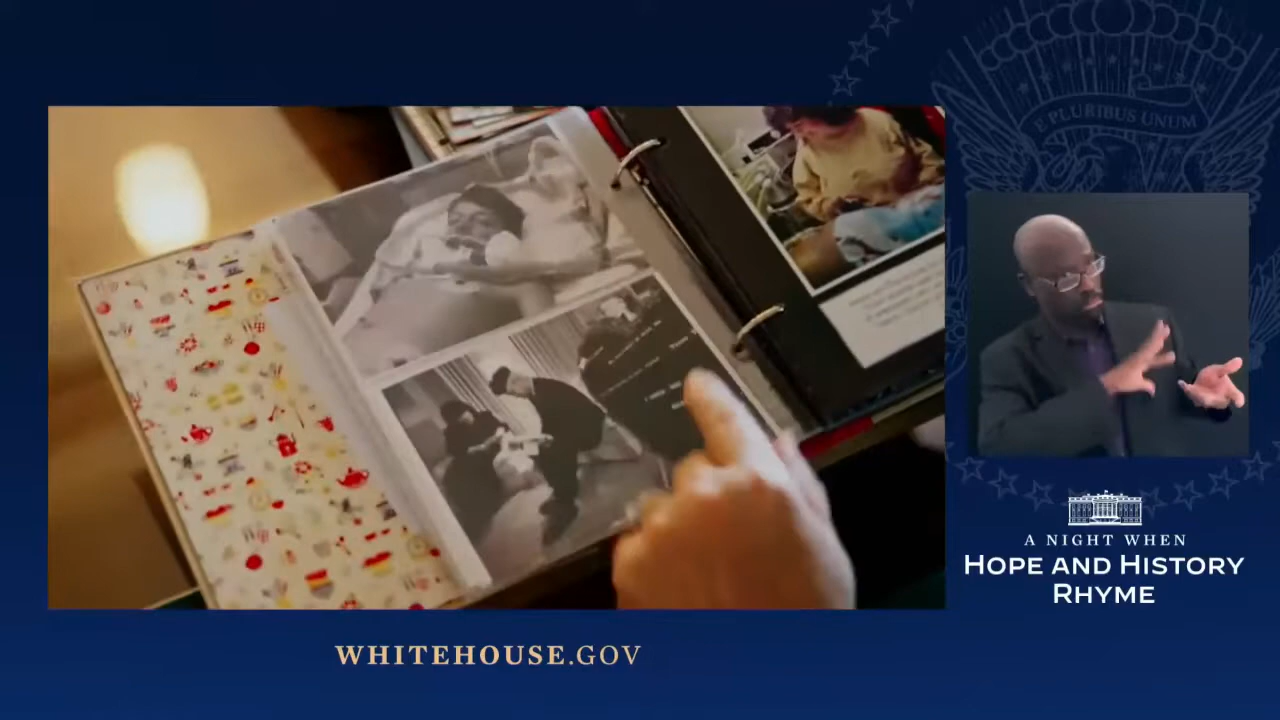 E PLURIBUS UNUM
A NIGHT WHEN
HOPE AND HISTORY
RHYME
WHITEHOUSE.GOV